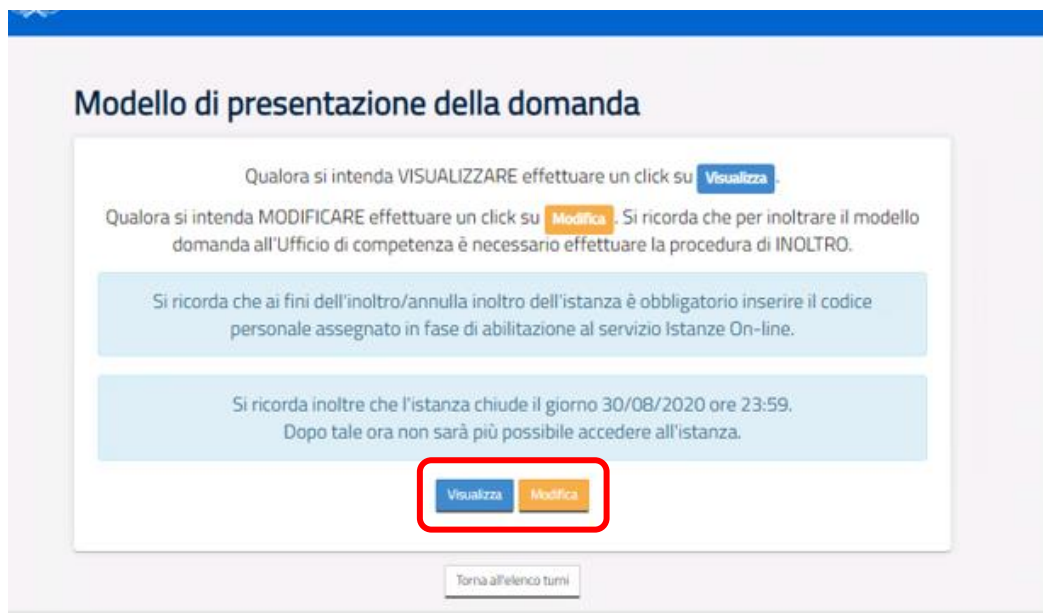 Modello di presentazione della domanda
Qualora si intenda VISUALIZZARE effettuare un click su Visualizza .
Qualora si intenda MODIFICARE effettuare un click su Modifica . Si ricorda che per inoltrare il modello
domanda all'Ufficio di competenza è necessario effettuare la procedura di INOLTRO.
Si ricorda che ai fini dell'inoltro/annulla inoltro dell'istanza è obbligatorio inserire il codice
personale assegnato in fase di abilitazione al servizio Istanze On-line.
Si ricorda inoltre che l'istanza chiude il giorno 30/08/2020 ore 23:59.
Dopo tale ora non sarà più possibile accedere all'istanza.
Visualizza Modifica
Torna all'elenco turni